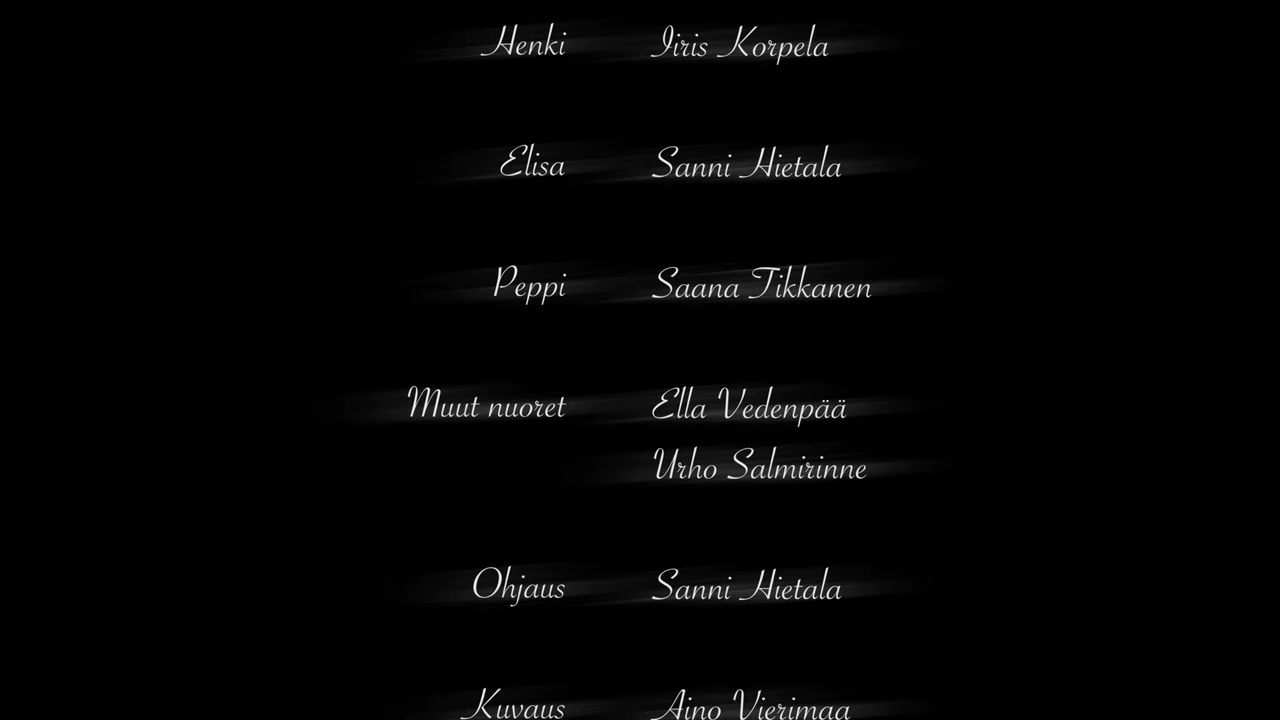 Henki Iiris Korpela
Elisa Sanni Hietala
Peppi Saana Tikkanen
Muut nuoret Ella Vedenpää
Urho Salmirinne
Ohjaus Sanni Hietala
Kuvaus Aino Vierimaa